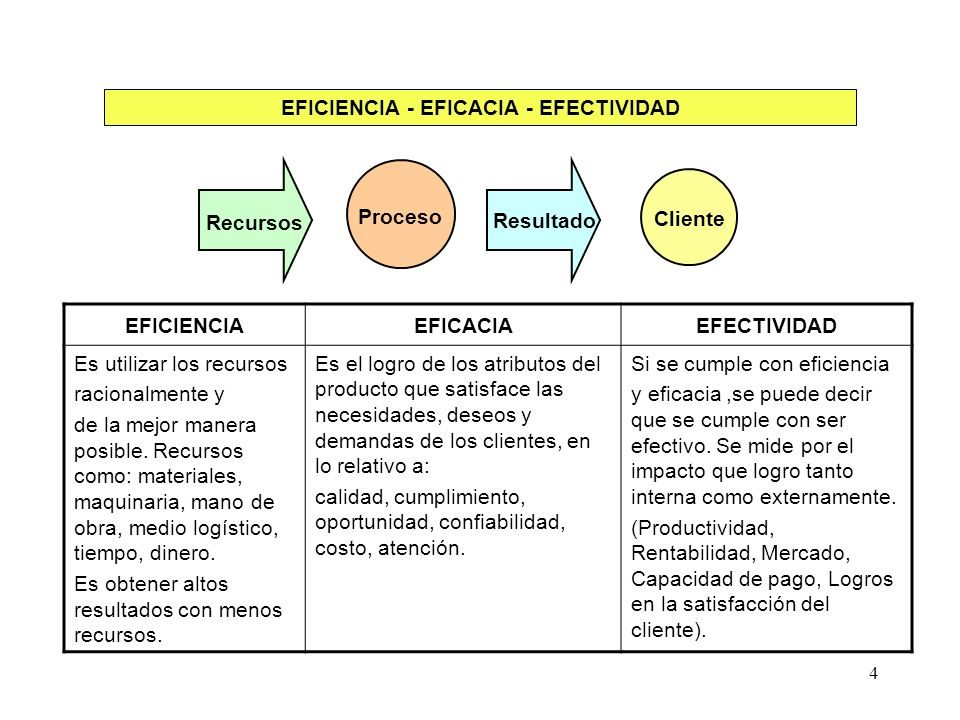 EFICIENCIA - EFICACIA - EFECTIVIDAD
Recursos
Proceso
Resultado
Cliente
EFICIENCIA
EFICACIA
EFECTIVIDAD
Es utilizar los recursos
racionalmente y
de la mejor manera
posible. Recursos
como: materiales,
maquinaria, mano de
obra, medio logístico,
tiempo, dinero.
Es obtener altos
resultados con menos
recursos.
Es el logro de los atributos del
producto que satisface las
necesidades, deseos y
demandas de los clientes, en
lo relativo a:
calidad, cumplimiento,
oportunidad, confiabilidad,
costo, atención.
Si se cumple con eficiencia
y eficacia ,se puede decir
que se cumple con ser
efectivo. Se mide por el
impacto que logro tanto
interna como externamente.
(Productividad,
Rentabilidad, Mercado,
Capacidad de pago, Logros
en la satisfacción del
cliente).
4